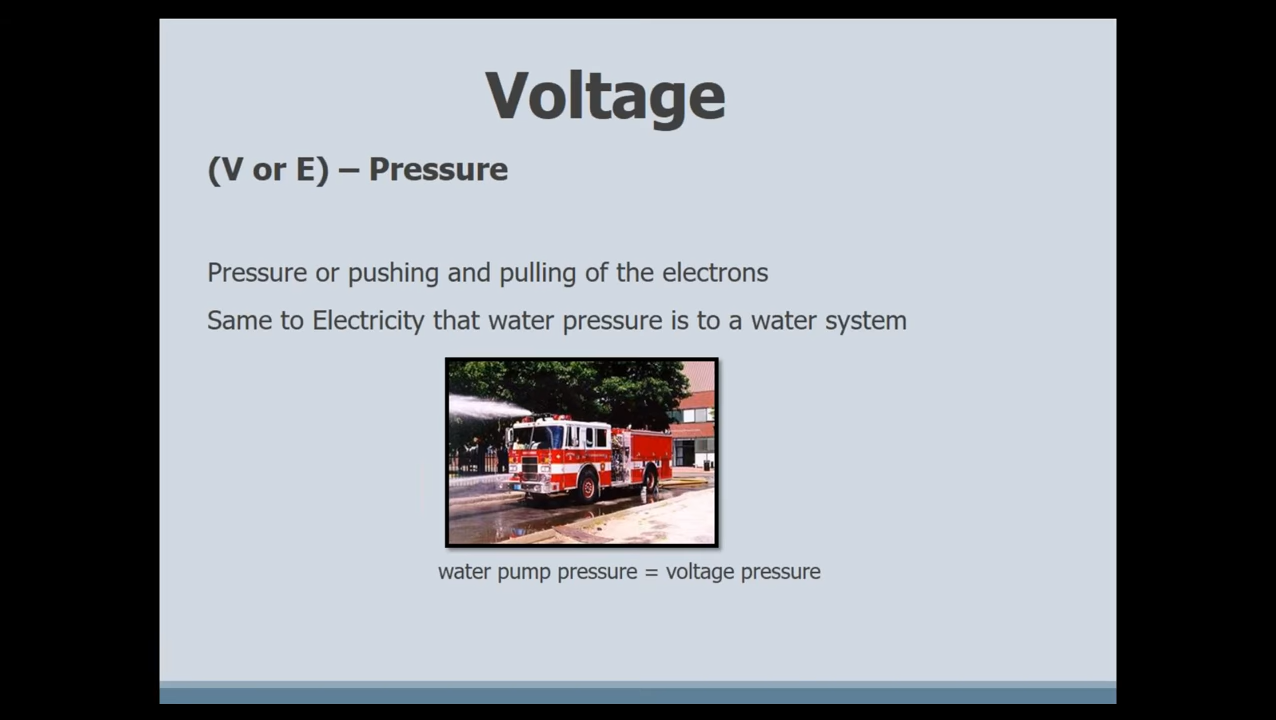 Voltage
(V or E) – Pressure
Pressure or pushing and pulling of the electrons
Same to Electricity that water pressure is to a water system
water pump pressure = voltage pressure